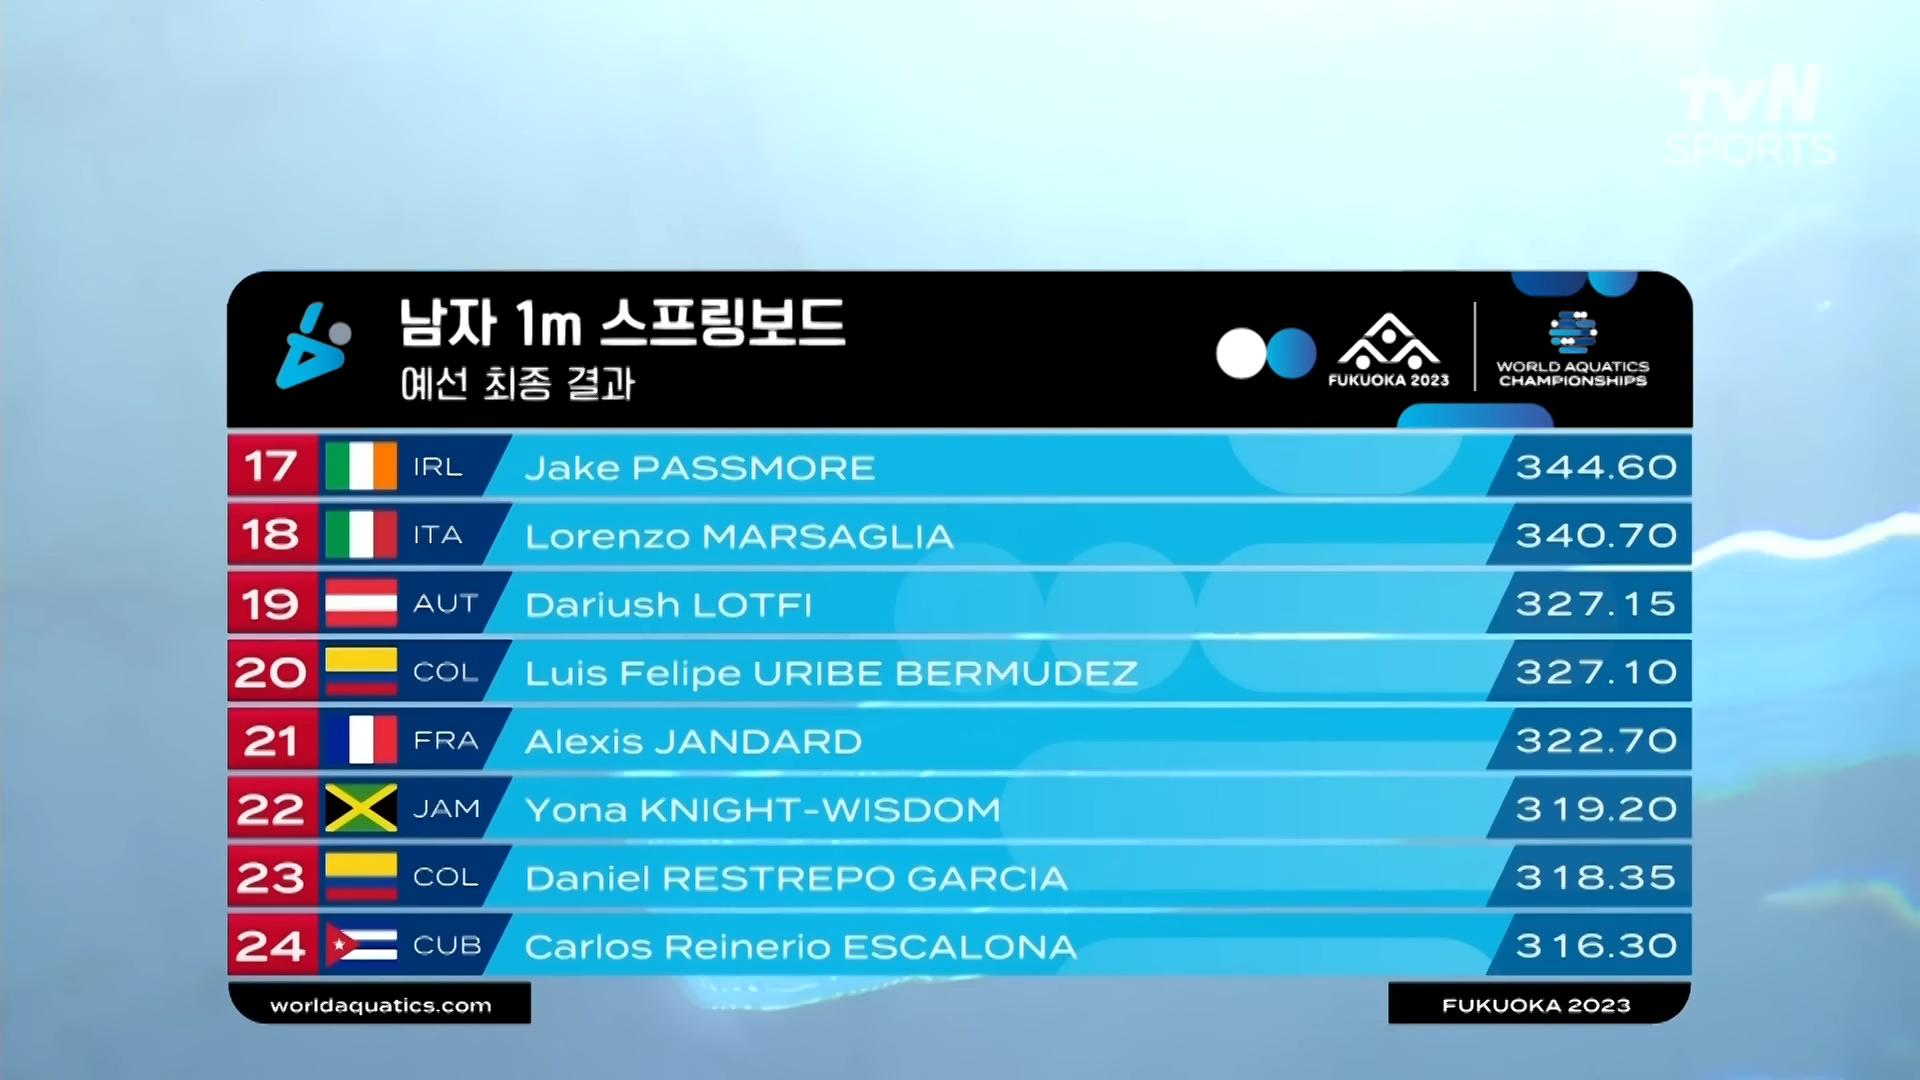 tvN
SPORTS
남자 1m 스프링보드
예선 최종 결과
FUKUOKA 2023
WORLD AQUATICS
CHAMPIONSHIPS
17 IRL Jake PASSMORE 344.60
18 ITA Lorenzo MARSAGLIA 340.70
19 AUT Dariush LOTFI 327.15
20 COL Luis Felipe URIBE BERMUDEZ 327.10
21 FRA Alexis JANDARD 322.70
22 JAM Yona KNIGHT-WISDOM 319.20
23 COL Daniel RESTREPO GARCIA 318.35
24 CUB Carlos Reinerio ESCALONA 316.30
worldaquatics.com
FUKUOKA 2023